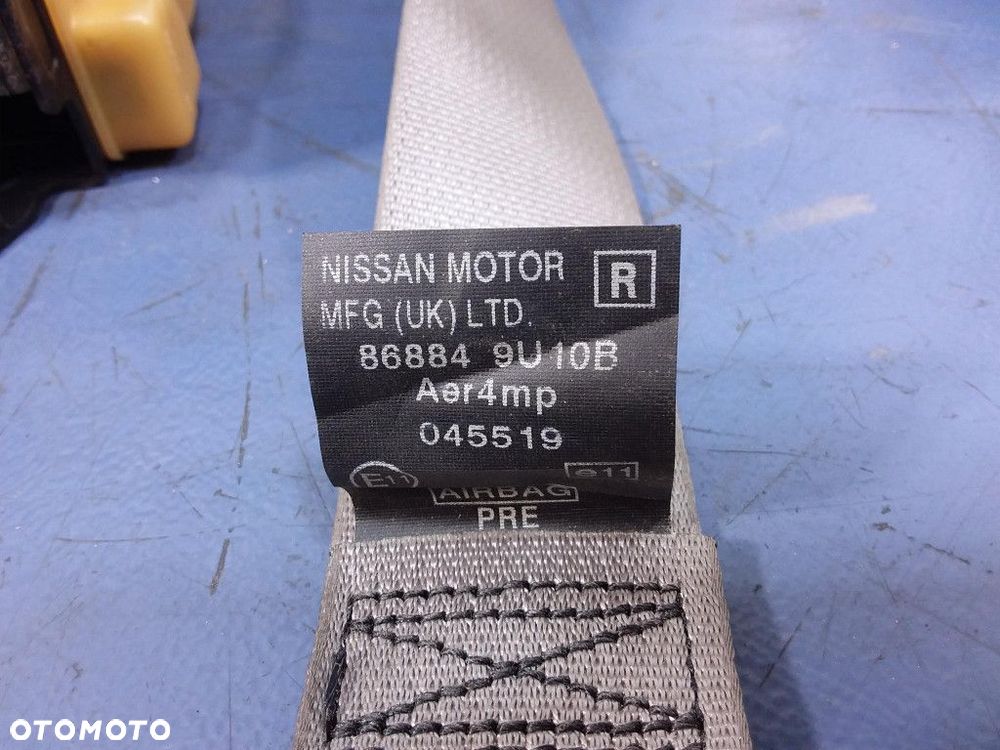 NISSAN MOTOR R
MFG (UK) LTD.
86884 9U10B
Aer4mp
045519
E11 e11
AIRBAG
PRE
OTOMOTO